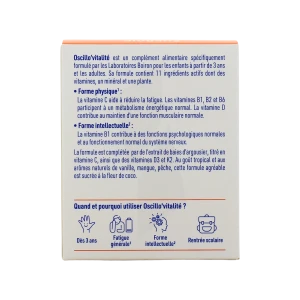 Oscillo'vitalité est un complément alimentaire spécifiquement
formulé par les Laboratoires Boiron pour les enfants à partir de 3 ans
et les adultes. Sa formule contient 11 ingrédients actifs dont des
vitamines, un minéral et une plante.
• Forme physique¹ :
La vitamine C aide à réduire la fatigue. Les vitamines B1, B2 et B6
participent à un métabolisme énergétique normal. La vitamine D
contribue au maintien d'une fonction musculaire normale.
• Forme intellectuelle² :
La vitamine B1 contribue à des fonctions psychologiques normales
et au fonctionnement normal du système nerveux.
La formule est complétée par de l'extrait de baies d'argousier, titré en
vitamine C, ainsi que des vitamines D3 et K2. Au goût tropical et aux
arômes naturels de vanille, mangue, pêche, cette formule agréable
est sucrée à la fleur de coco.
Quand et pourquoi utiliser Oscillo'vitalité ?
Dès 3 ans
Fatigue
générale¹
Forme
intellectuelle²
Rentrée scolaire